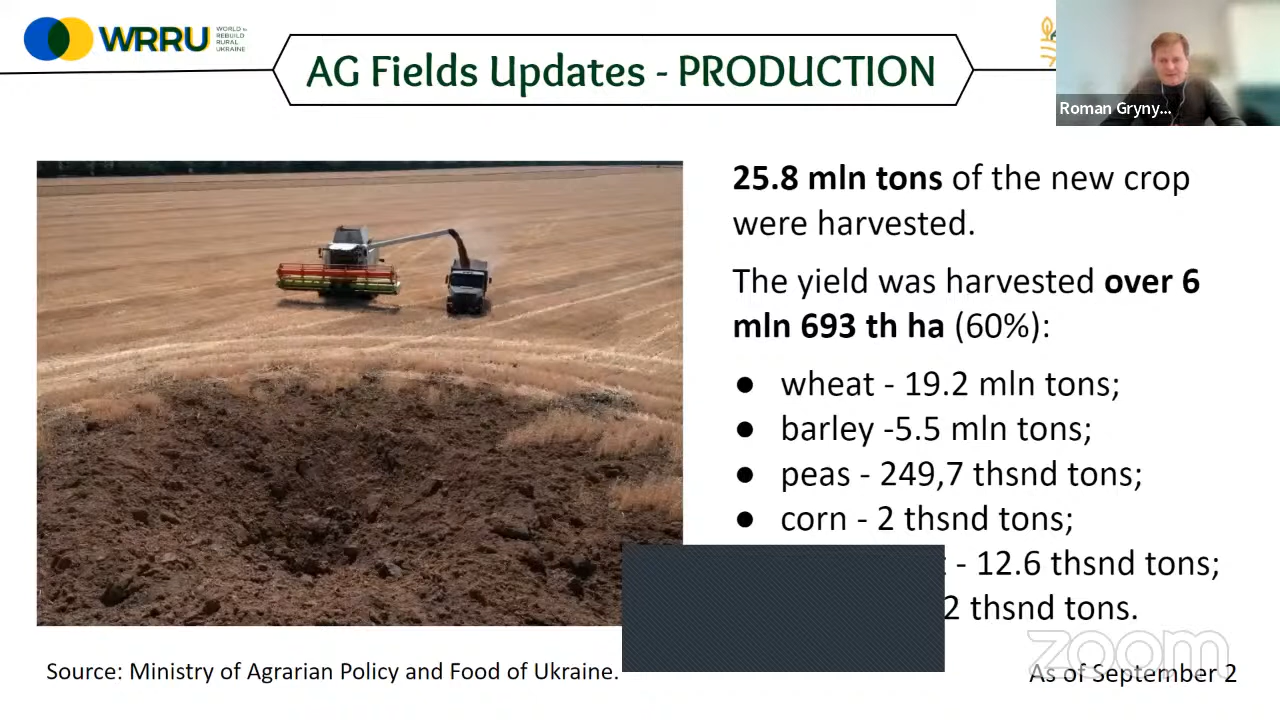 WRRU
WORLD to
REBUILD
RURAL
UKRAINE
AG Fields Updates - PRODUCTION
Roman Gryny...
25.8 mln tons of the new crop
were harvested.
The yield was harvested over 6
mln 693 th ha (60%):
● wheat - 19.2 mln tons;
● barley -5.5 mln tons;
● peas - 249,7 thsnd tons;
● corn - 2 thsnd tons;
- 12.6 thsnd tons;
2 thsnd tons.
zoom
Source: Ministry of Agrarian Policy and Food of Ukraine.
As of September 2